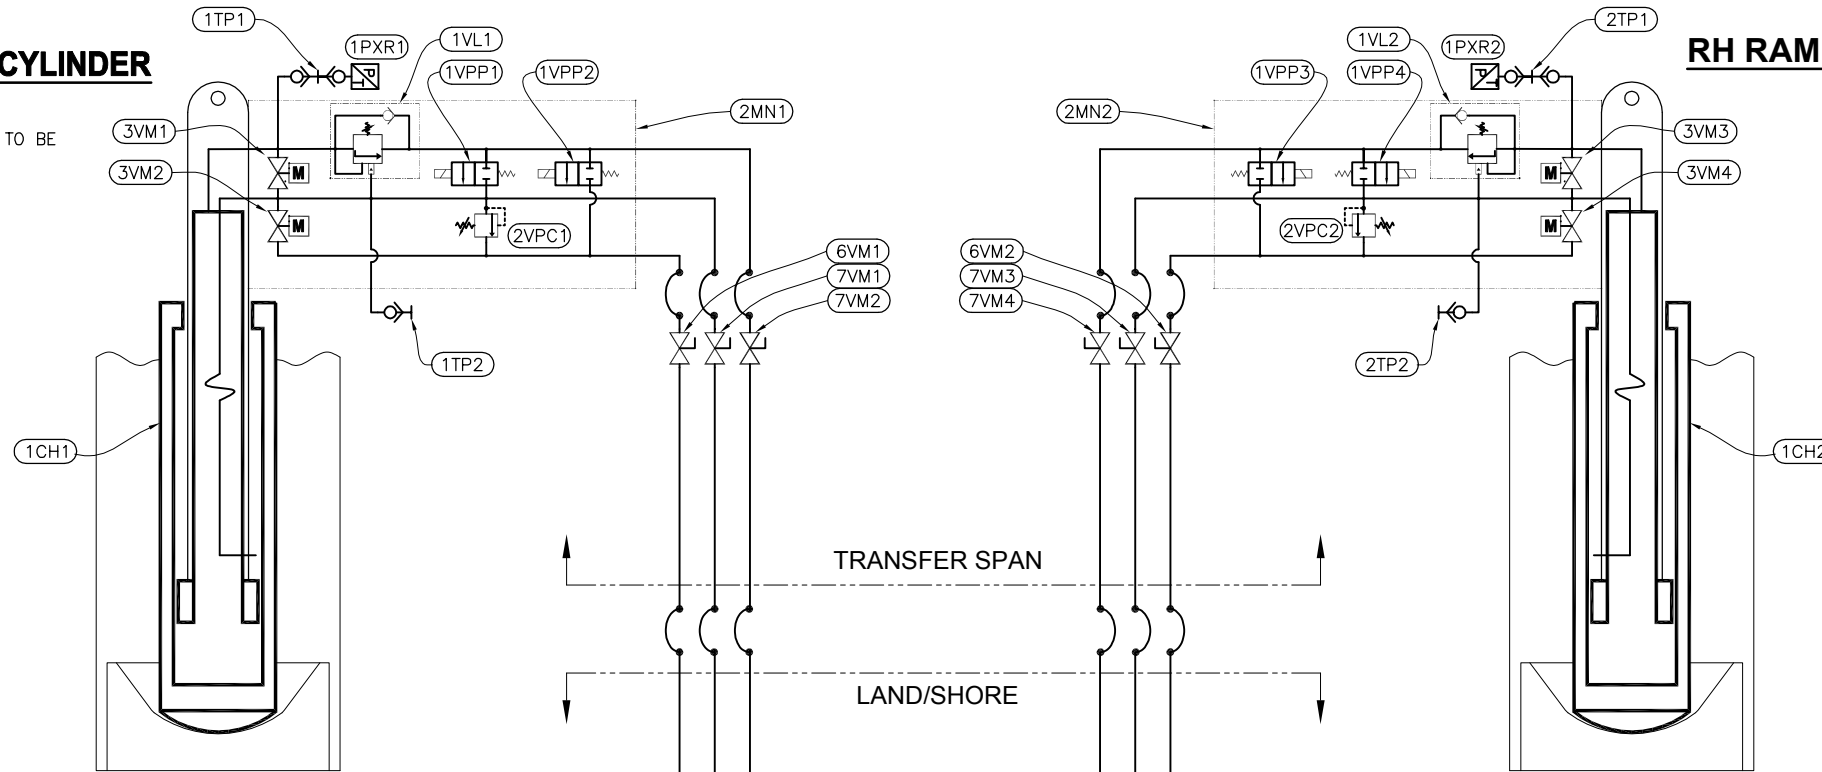 1TP1
2TP1
1PXR1
1VL1
1VL2
1PXR2
CYLINDER
RH RAM
1VPP1
1VPP2
1VPP3
1VPP4
2MN1
2MN2
TO BE
3VM1
3VM3
P
I
P
I
M
M
3VM2
3VM4
M
M
2VPC1
2VPC2
6VM1
6VM2
7VM1
7VM3
7VM2
7VM4
1TP2
2TP2
1CH1
1CH2
TRANSFER SPAN
LAND/SHORE